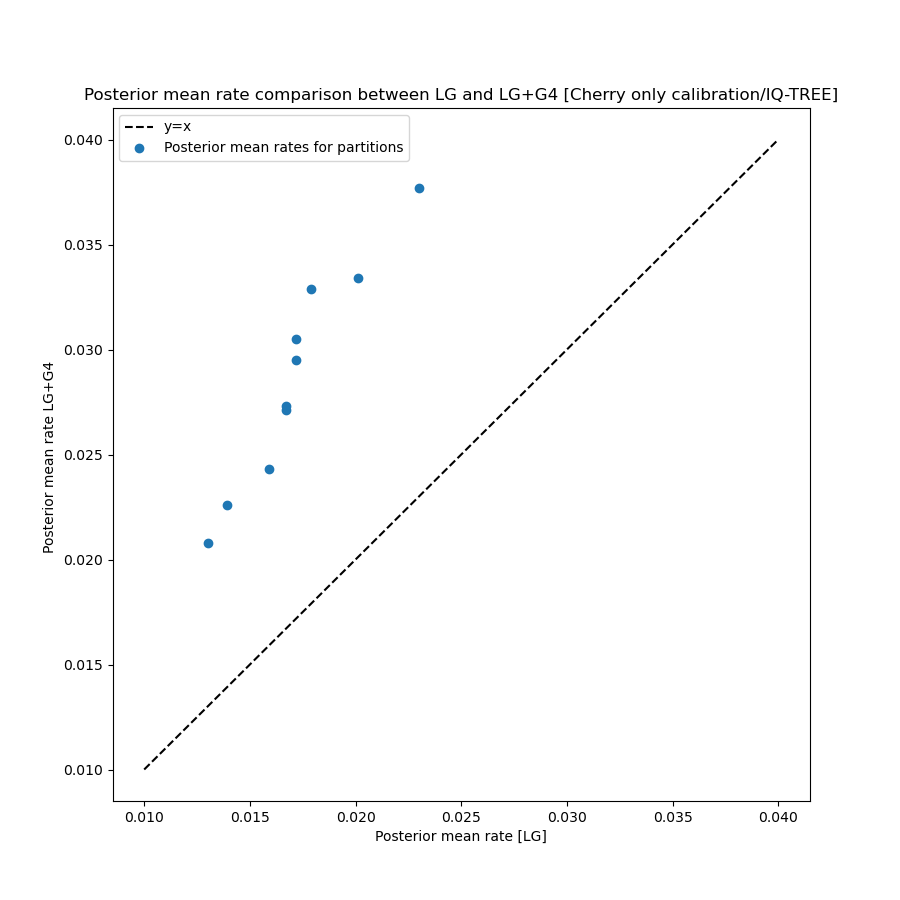 Posterior mean rate comparison between LG and LG+G4 [Cherry only calibration/IQ-TREE]
y=x
Posterior mean rates for partitions
0.040
0.035
0.030
0.025
0.020
0.015
0.010
Posterior mean rate LG+G4
0.010 0.015 0.020 0.025 0.030 0.035 0.040
Posterior mean rate [LG]